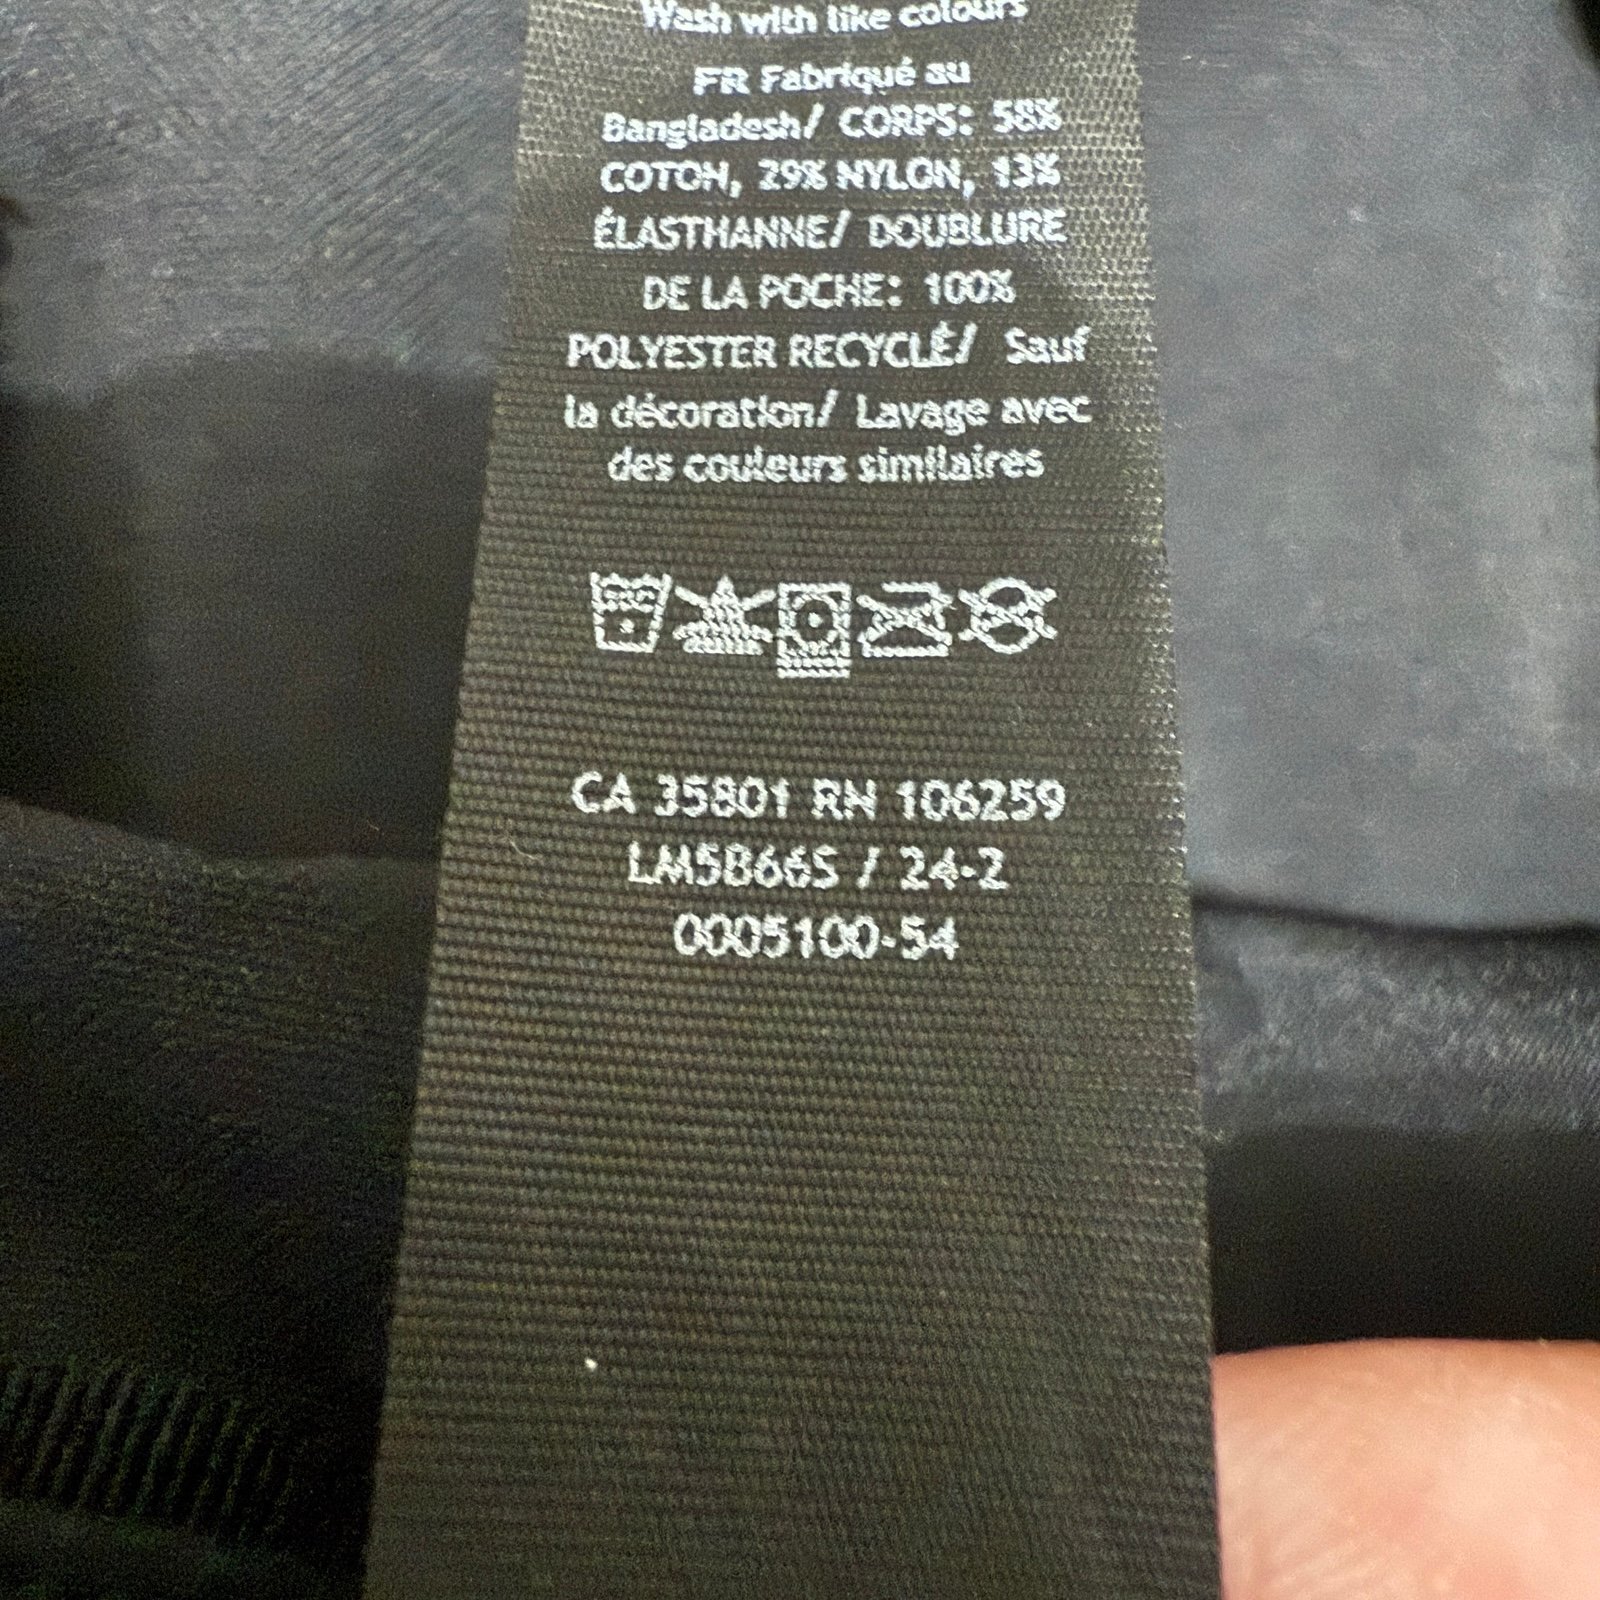 Wash with like colours
FR Fabriqué au
Bangladesh/ CORPS: 58%
COTON, 29% NYLON, 13%
ÉLASTHANNE/ DOUBLURE
DE LA POCHE: 100%
POLYESTER RECYCLÉ/ Sauf
la décoration/ Lavage avec
des couleurs similaires
CA 35801 RN 106259
LM5B66S / 24-2
0005100-54